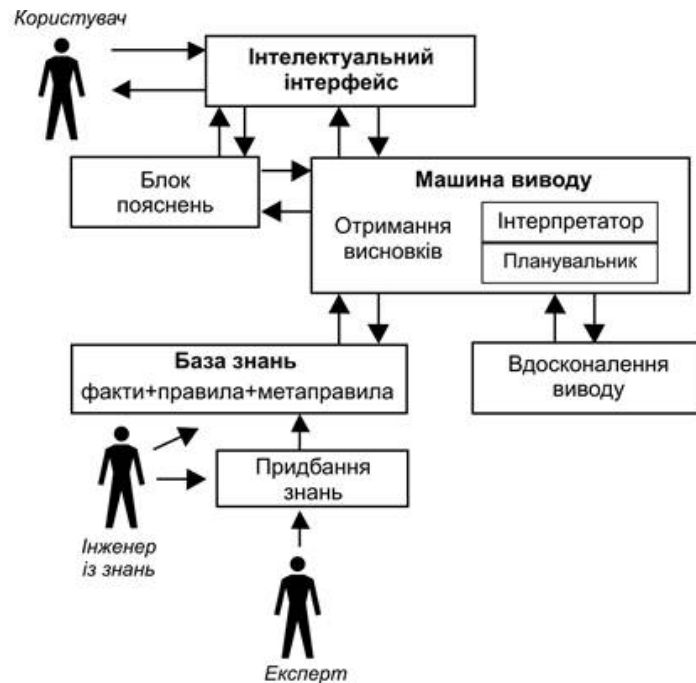 Користувач
Інтелектуальний
інтерфейс
Блок
пояснень
Машина виводу
Отримання
висновків
Інтерпретатор
Планувальник
База знань
факти+правила+метаправила
Вдосконалення
виводу
Придбання
знань
Інженер
із знань
Експерт